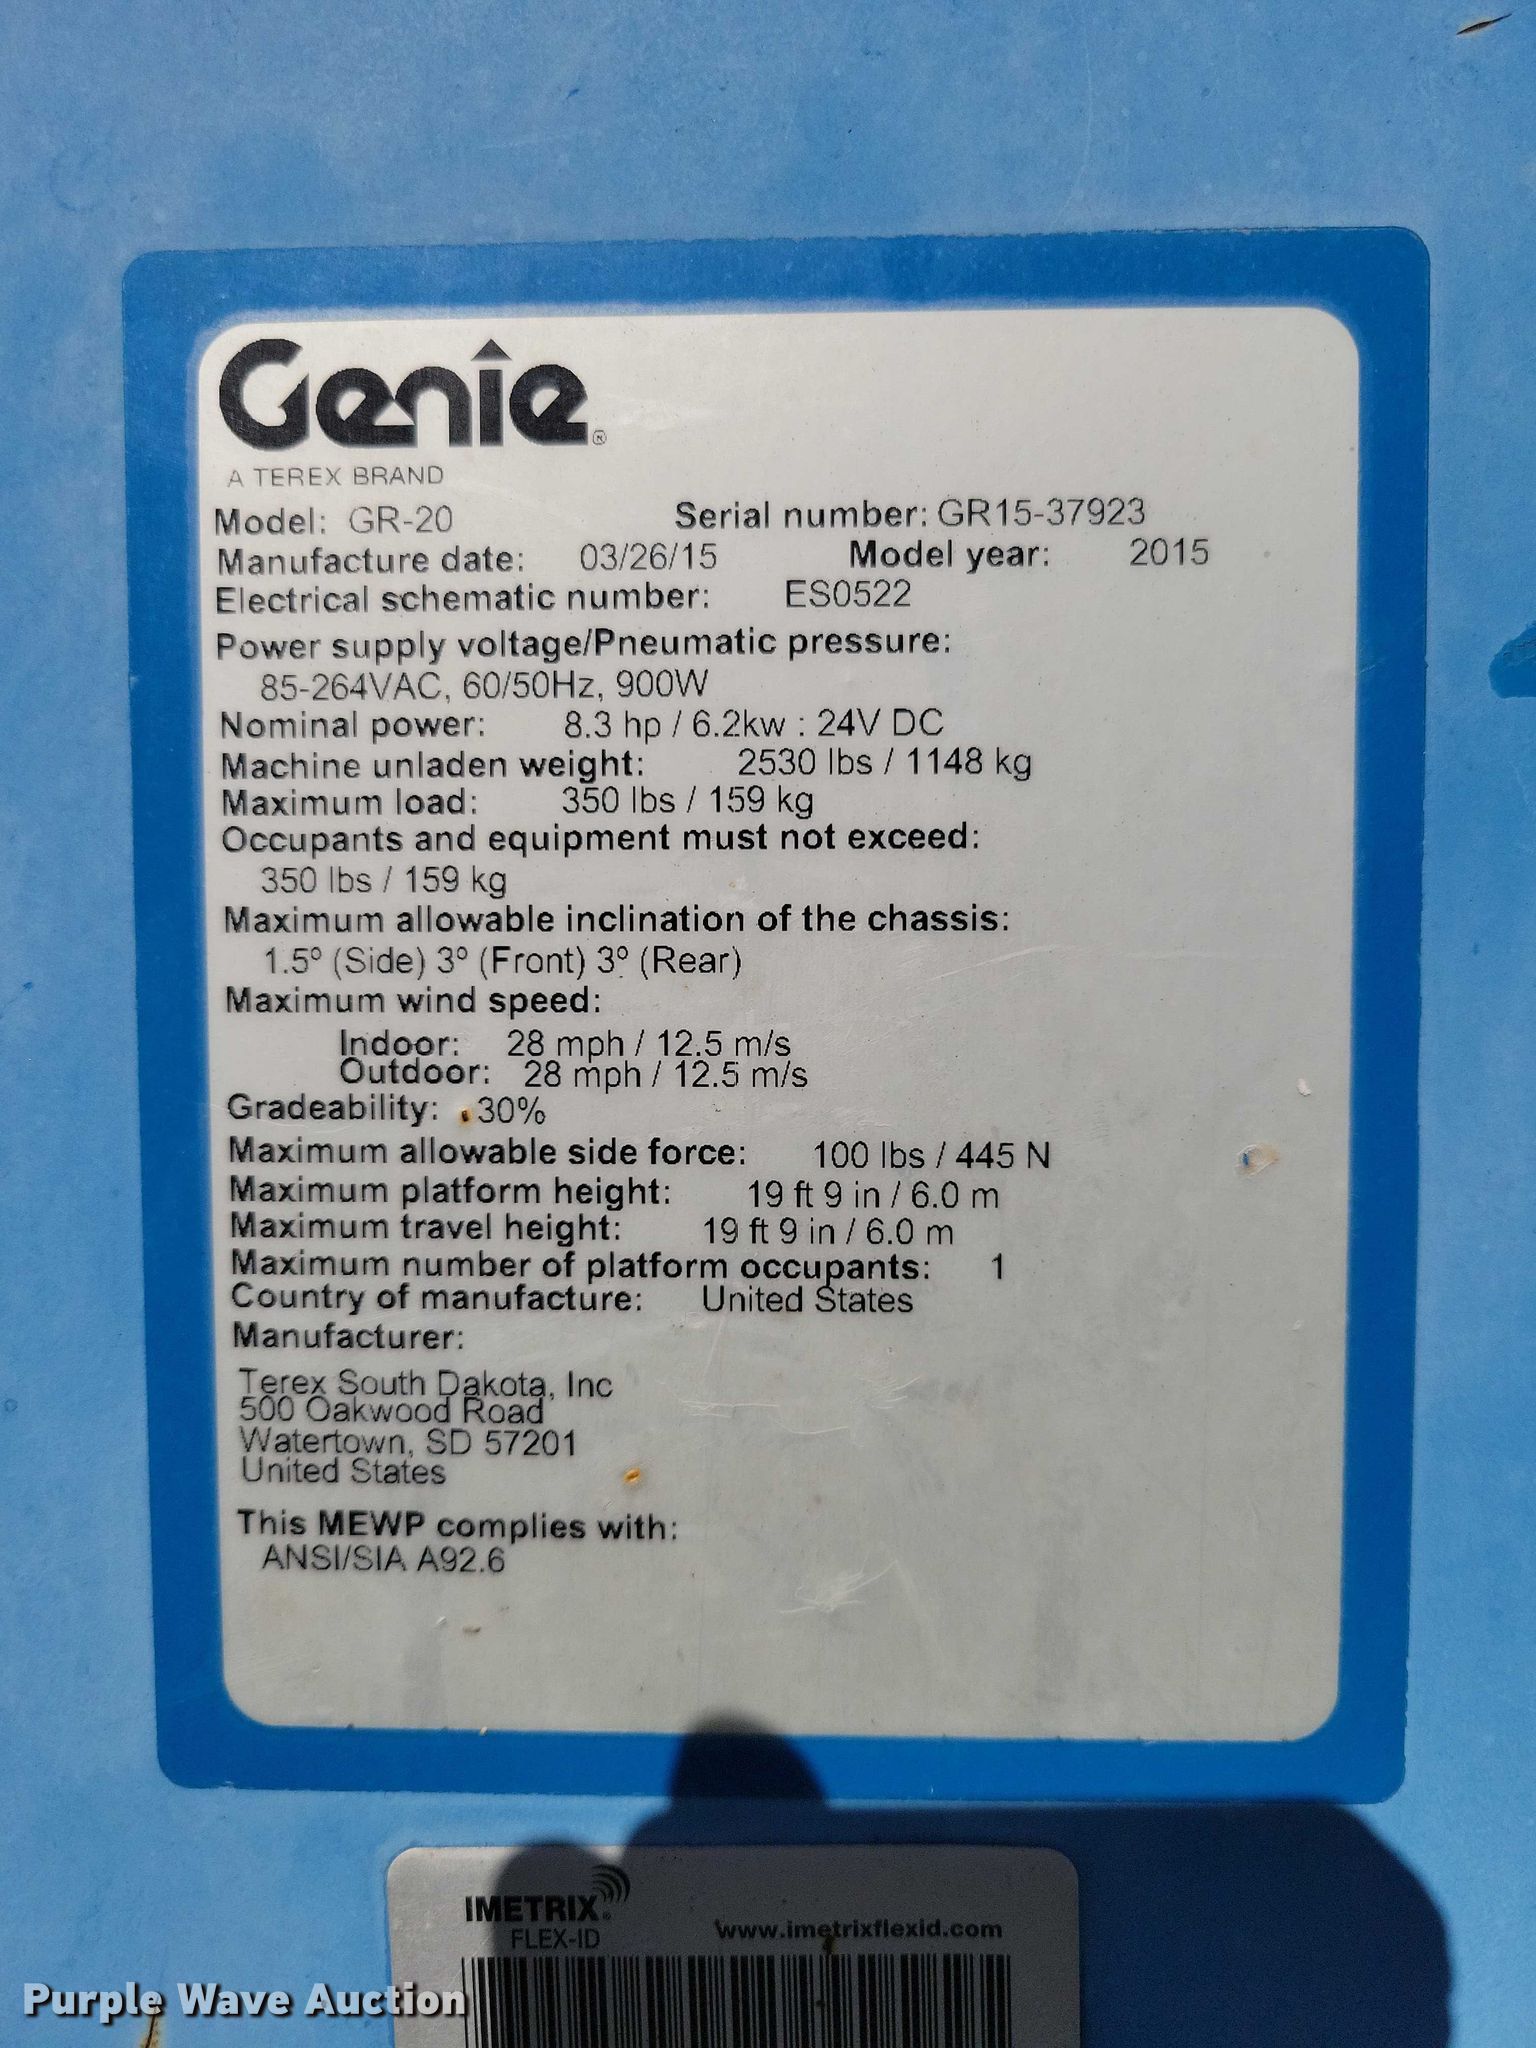 Genie®
A TEREX BRAND
Model: GR-20 Serial number: GR15-37923
Manufacture date: 03/26/15 Model year: 2015
Electrical schematic number: ES0522
Power supply voltage/Pneumatic pressure:
85-264VAC, 60/50Hz, 900W
Nominal power: 8.3 hp / 6.2kw : 24V DC
Machine unladen weight: 2530 lbs / 1148 kg
Maximum load: 350 lbs / 159 kg
Occupants and equipment must not exceed:
350 lbs / 159 kg
Maximum allowable inclination of the chassis:
1.5º (Side) 3º (Front) 3º (Rear)
Maximum wind speed:
Indoor: 28 mph / 12.5 m/s
Outdoor: 28 mph / 12.5 m/s
Gradeability: 30%
Maximum allowable side force: 100 lbs / 445 N
Maximum platform height: 19 ft 9 in / 6.0 m
Maximum travel height: 19 ft 9 in / 6.0 m
Maximum number of platform occupants: 1
Country of manufacture: United States
Manufacturer:
Terex South Dakota, Inc
500 Oakwood Road
Watertown, SD 57201
United States
This MEWP complies with:
ANSI/SIA A92.6
IMETRIX®
FLEX-ID www.imetrixflexid.com
Purple Wave Auction